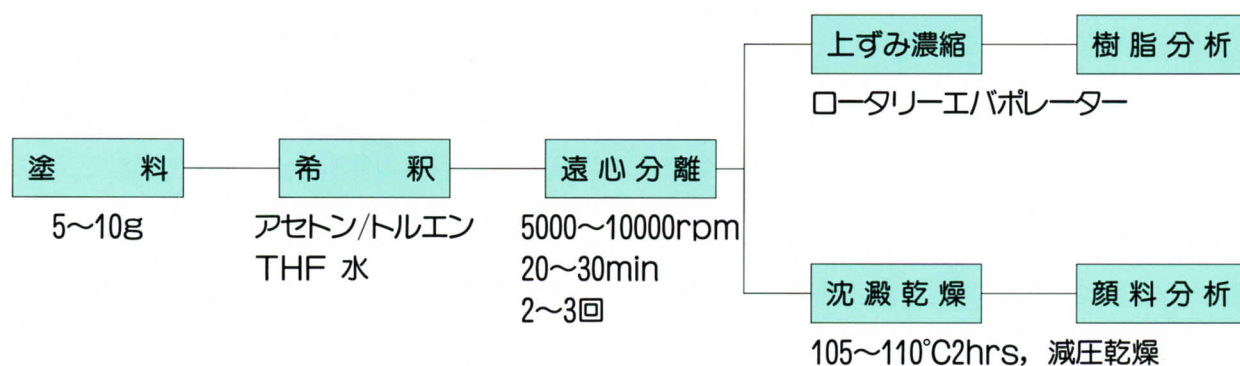 塗料
5〜10g
希釈
アセトン/トルエン
THF 水
遠心分離
5000〜10000rpm
20〜30min
2〜3回
上ずみ濃縮
ロータリーエバポレーター
樹脂分析
沈澱乾燥
105〜110°C2hrs, 減圧乾燥
顔料分析